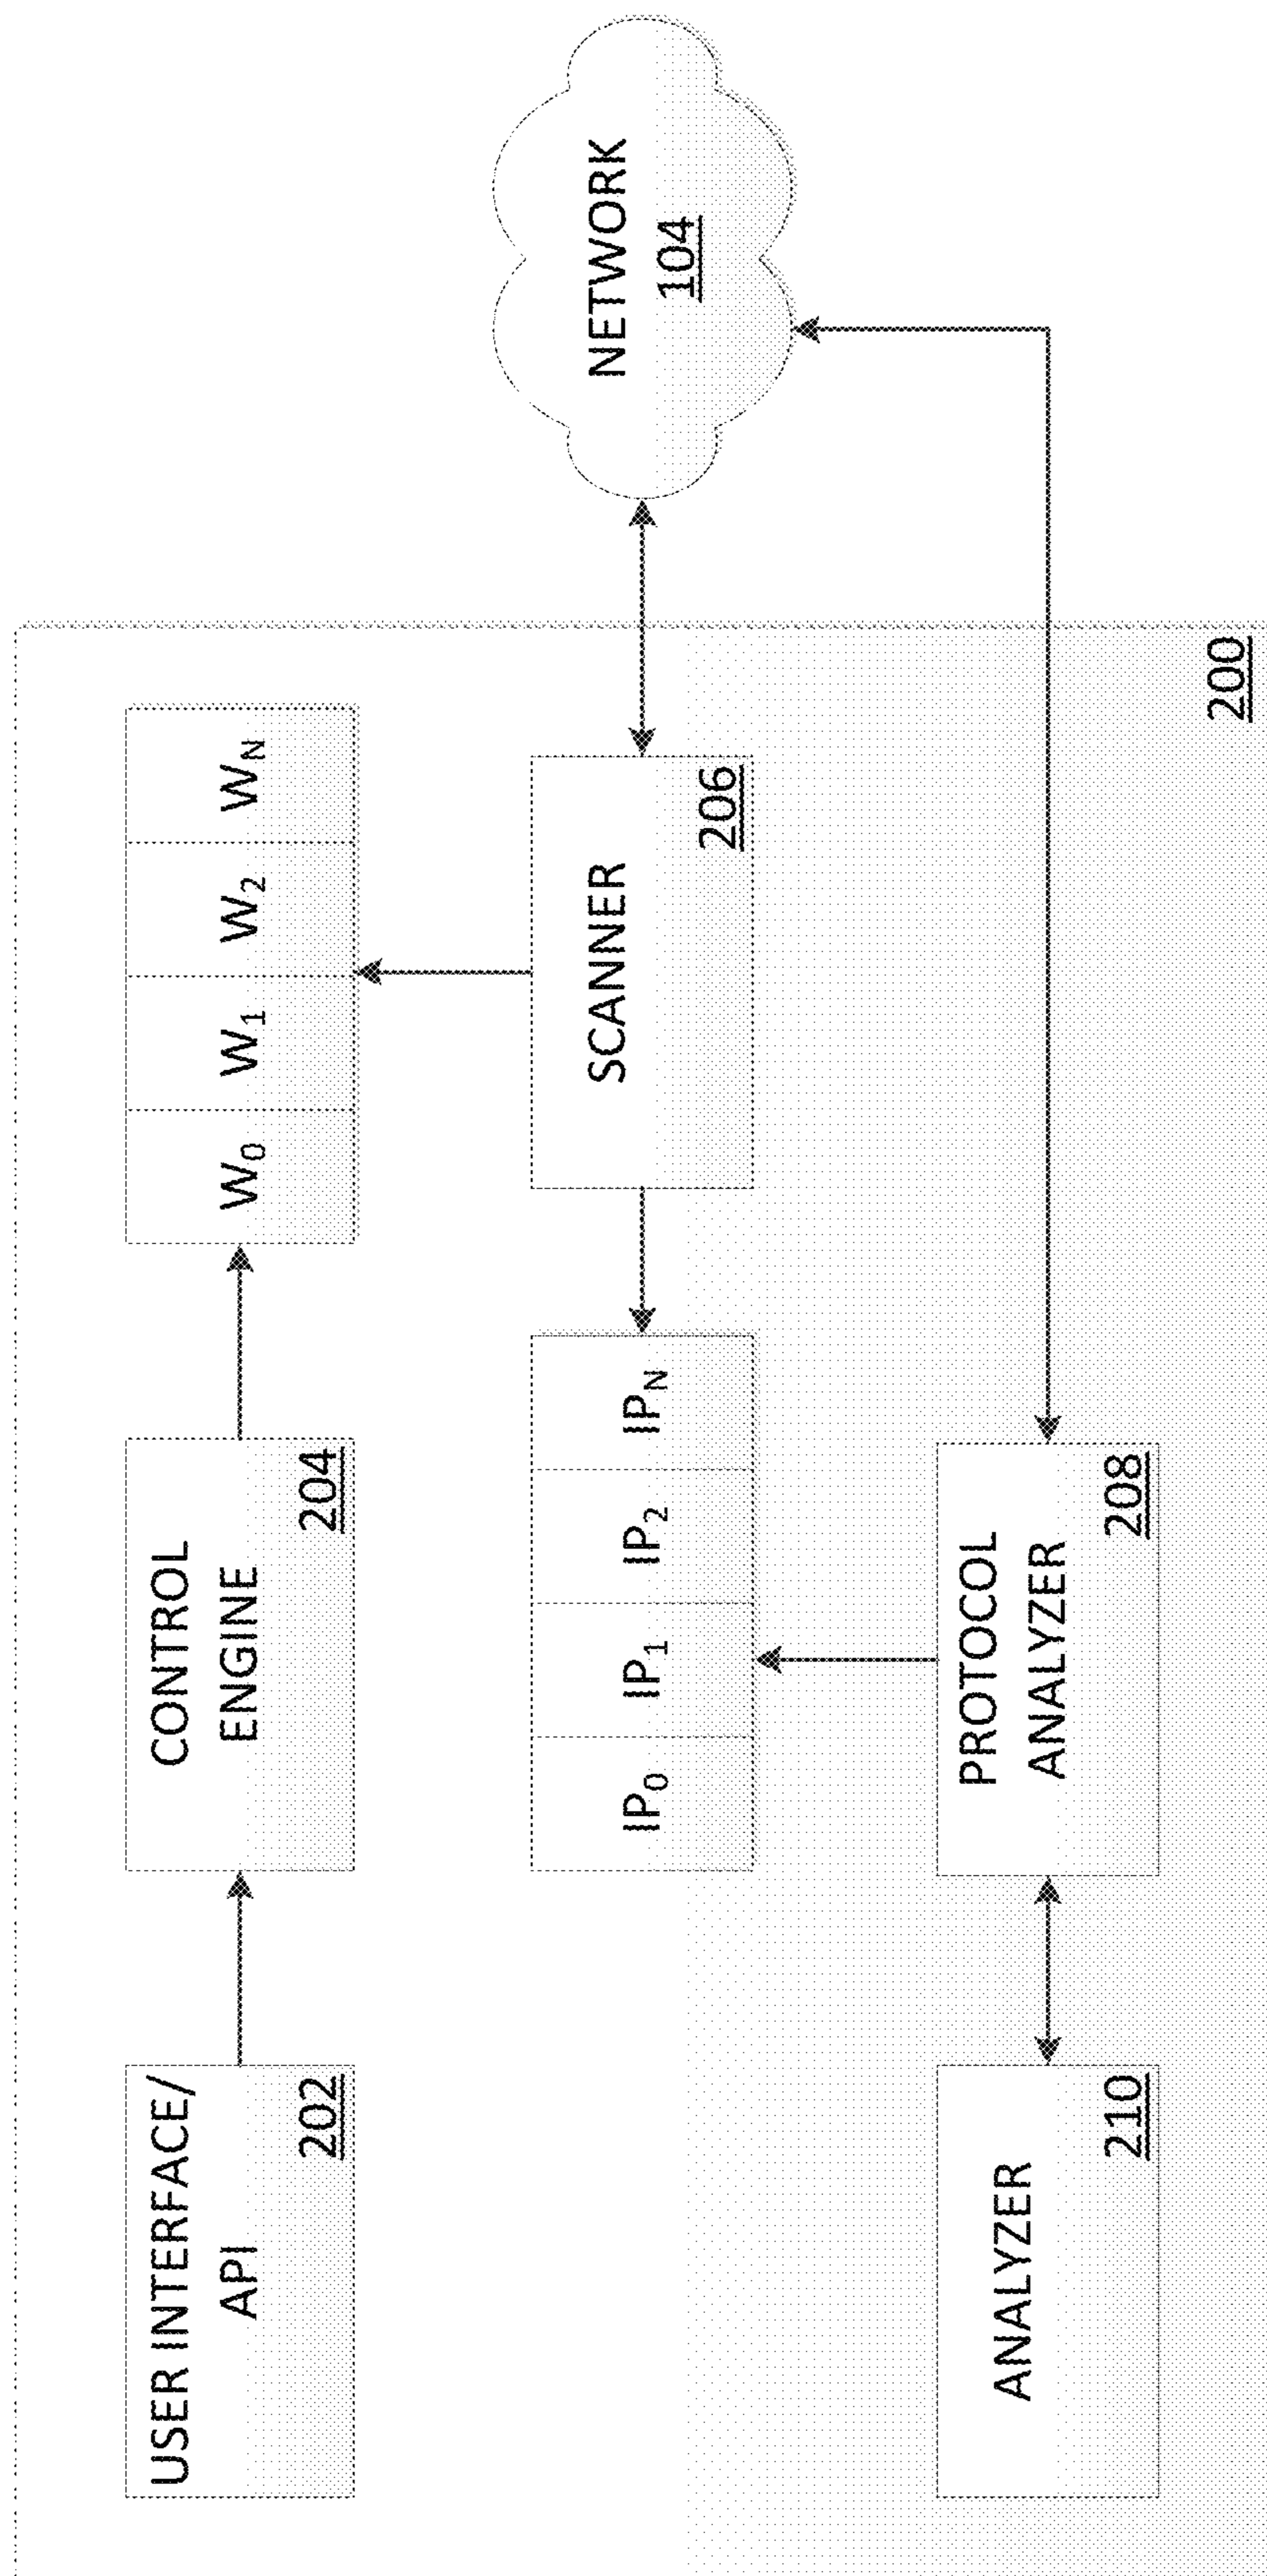 USER INTERFACE/
API
202
CONTROL
ENGINE
204
W0
W1
W2
WN
IP0
IP1
IP2
IPN
SCANNER
206
NETWORK
104
ANALYZER
210
PROTOCOL
ANALYZER
208
200